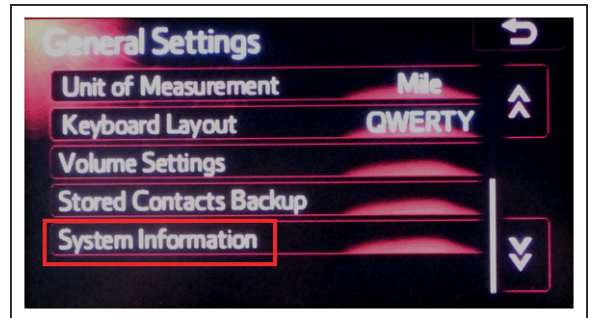 General Settings
Unit of Measurement Mile
Keyboard Layout QWERTY
Volume Settings
Stored Contacts Backup
System Information